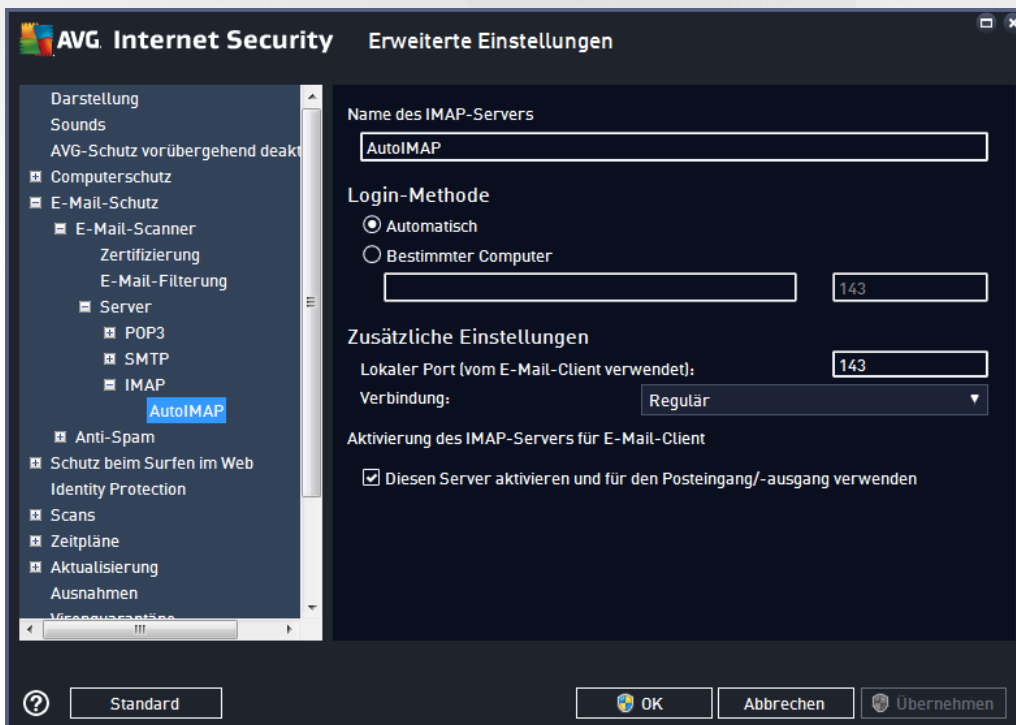 AVG Internet Security Erweiterte Einstellungen
Darstellung
Sounds
AVG-Schutz vorübergehend deakt
Computerschutz
E-Mail-Schutz
E-Mail-Scanner
Zertifizierung
E-Mail-Filterung
Server
POP3
SMTP
IMAP
AutoIMAP
Anti-Spam
Schutz beim Surfen im Web
Identity Protection
Scans
Zeitpläne
Aktualisierung
Ausnahmen
Virenquarantäne
Name des IMAP-Servers
AutoIMAP
Login-Methode
Automatisch
Bestimmter Computer
143
Zusätzliche Einstellungen
Lokaler Port (vom E-Mail-Client verwendet): 143
Verbindung: Regulär
Aktivierung des IMAP-Servers für E-Mail-Client
Diesen Server aktivieren und für den Posteingang/-ausgang verwenden
Standard OK Abbrechen Übernehmen